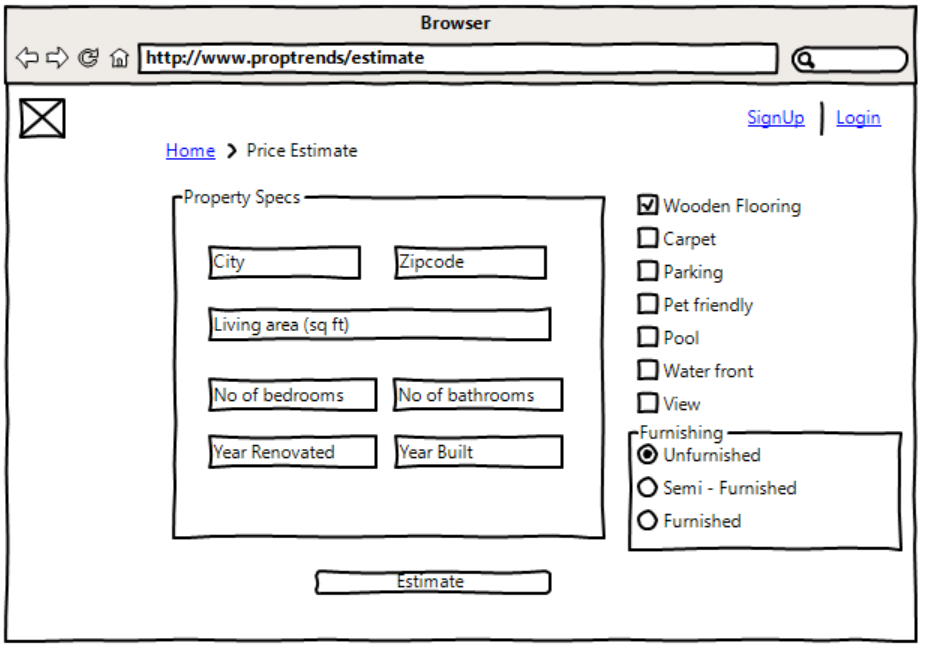 Browser
http://www.proptrends/estimate
SignUp Login
Home Price Estimate
Property Specs
City Zipcode
Living area (sq ft)
No of bedrooms No of bathrooms
Year Renovated Year Built
Wooden Flooring
Carpet
Parking
Pet friendly
Pool
Water front
View
Furnishing
Unfurnished
Semi - Furnished
Furnished
Estimate